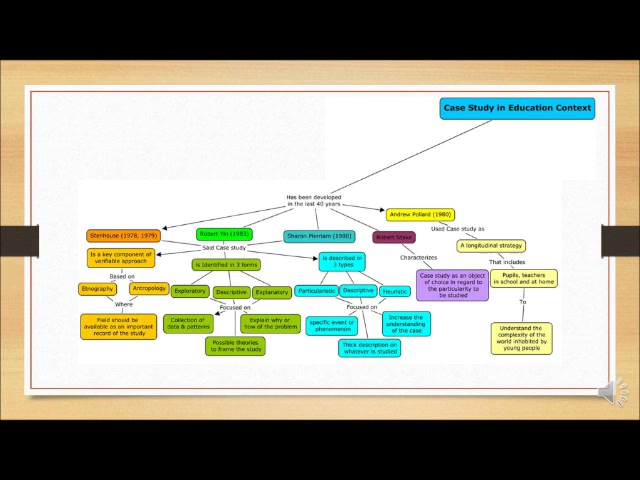 Case Study in Education Context
Has been developed
in the last 40 years
Andrew Pollard (1980)
Stenhouse (1978, 1979)
Robert Yin (1983)
Sharan Merriam (1980)
Robert Stake
Used Case study as
Said Case study
A longitudinal strategy
Is a key component of
verifiable approach
is Identified in 3 forms
is described in
3 types
Characterizes
That includes
Based on
Etnography
Antropology
Exploratory
Descriptive
Explanatory
Particularistic
Descriptive
Heuristic
Case study as an object
of choice in regard to
the particularity to
be studied
Pupils, teachers
in school and at home
Where
Focused on
Focused on
To
Field should be
available as an important
record of the study
Collection of
data & patterns
Explain why or
how of the problem
specific event or
phenomenon
Increase the
understanding
of the case
Possible theories
to frame the study
Thick description on
whatever is studied
Understand the
complexity of the
world inhabited by
young people